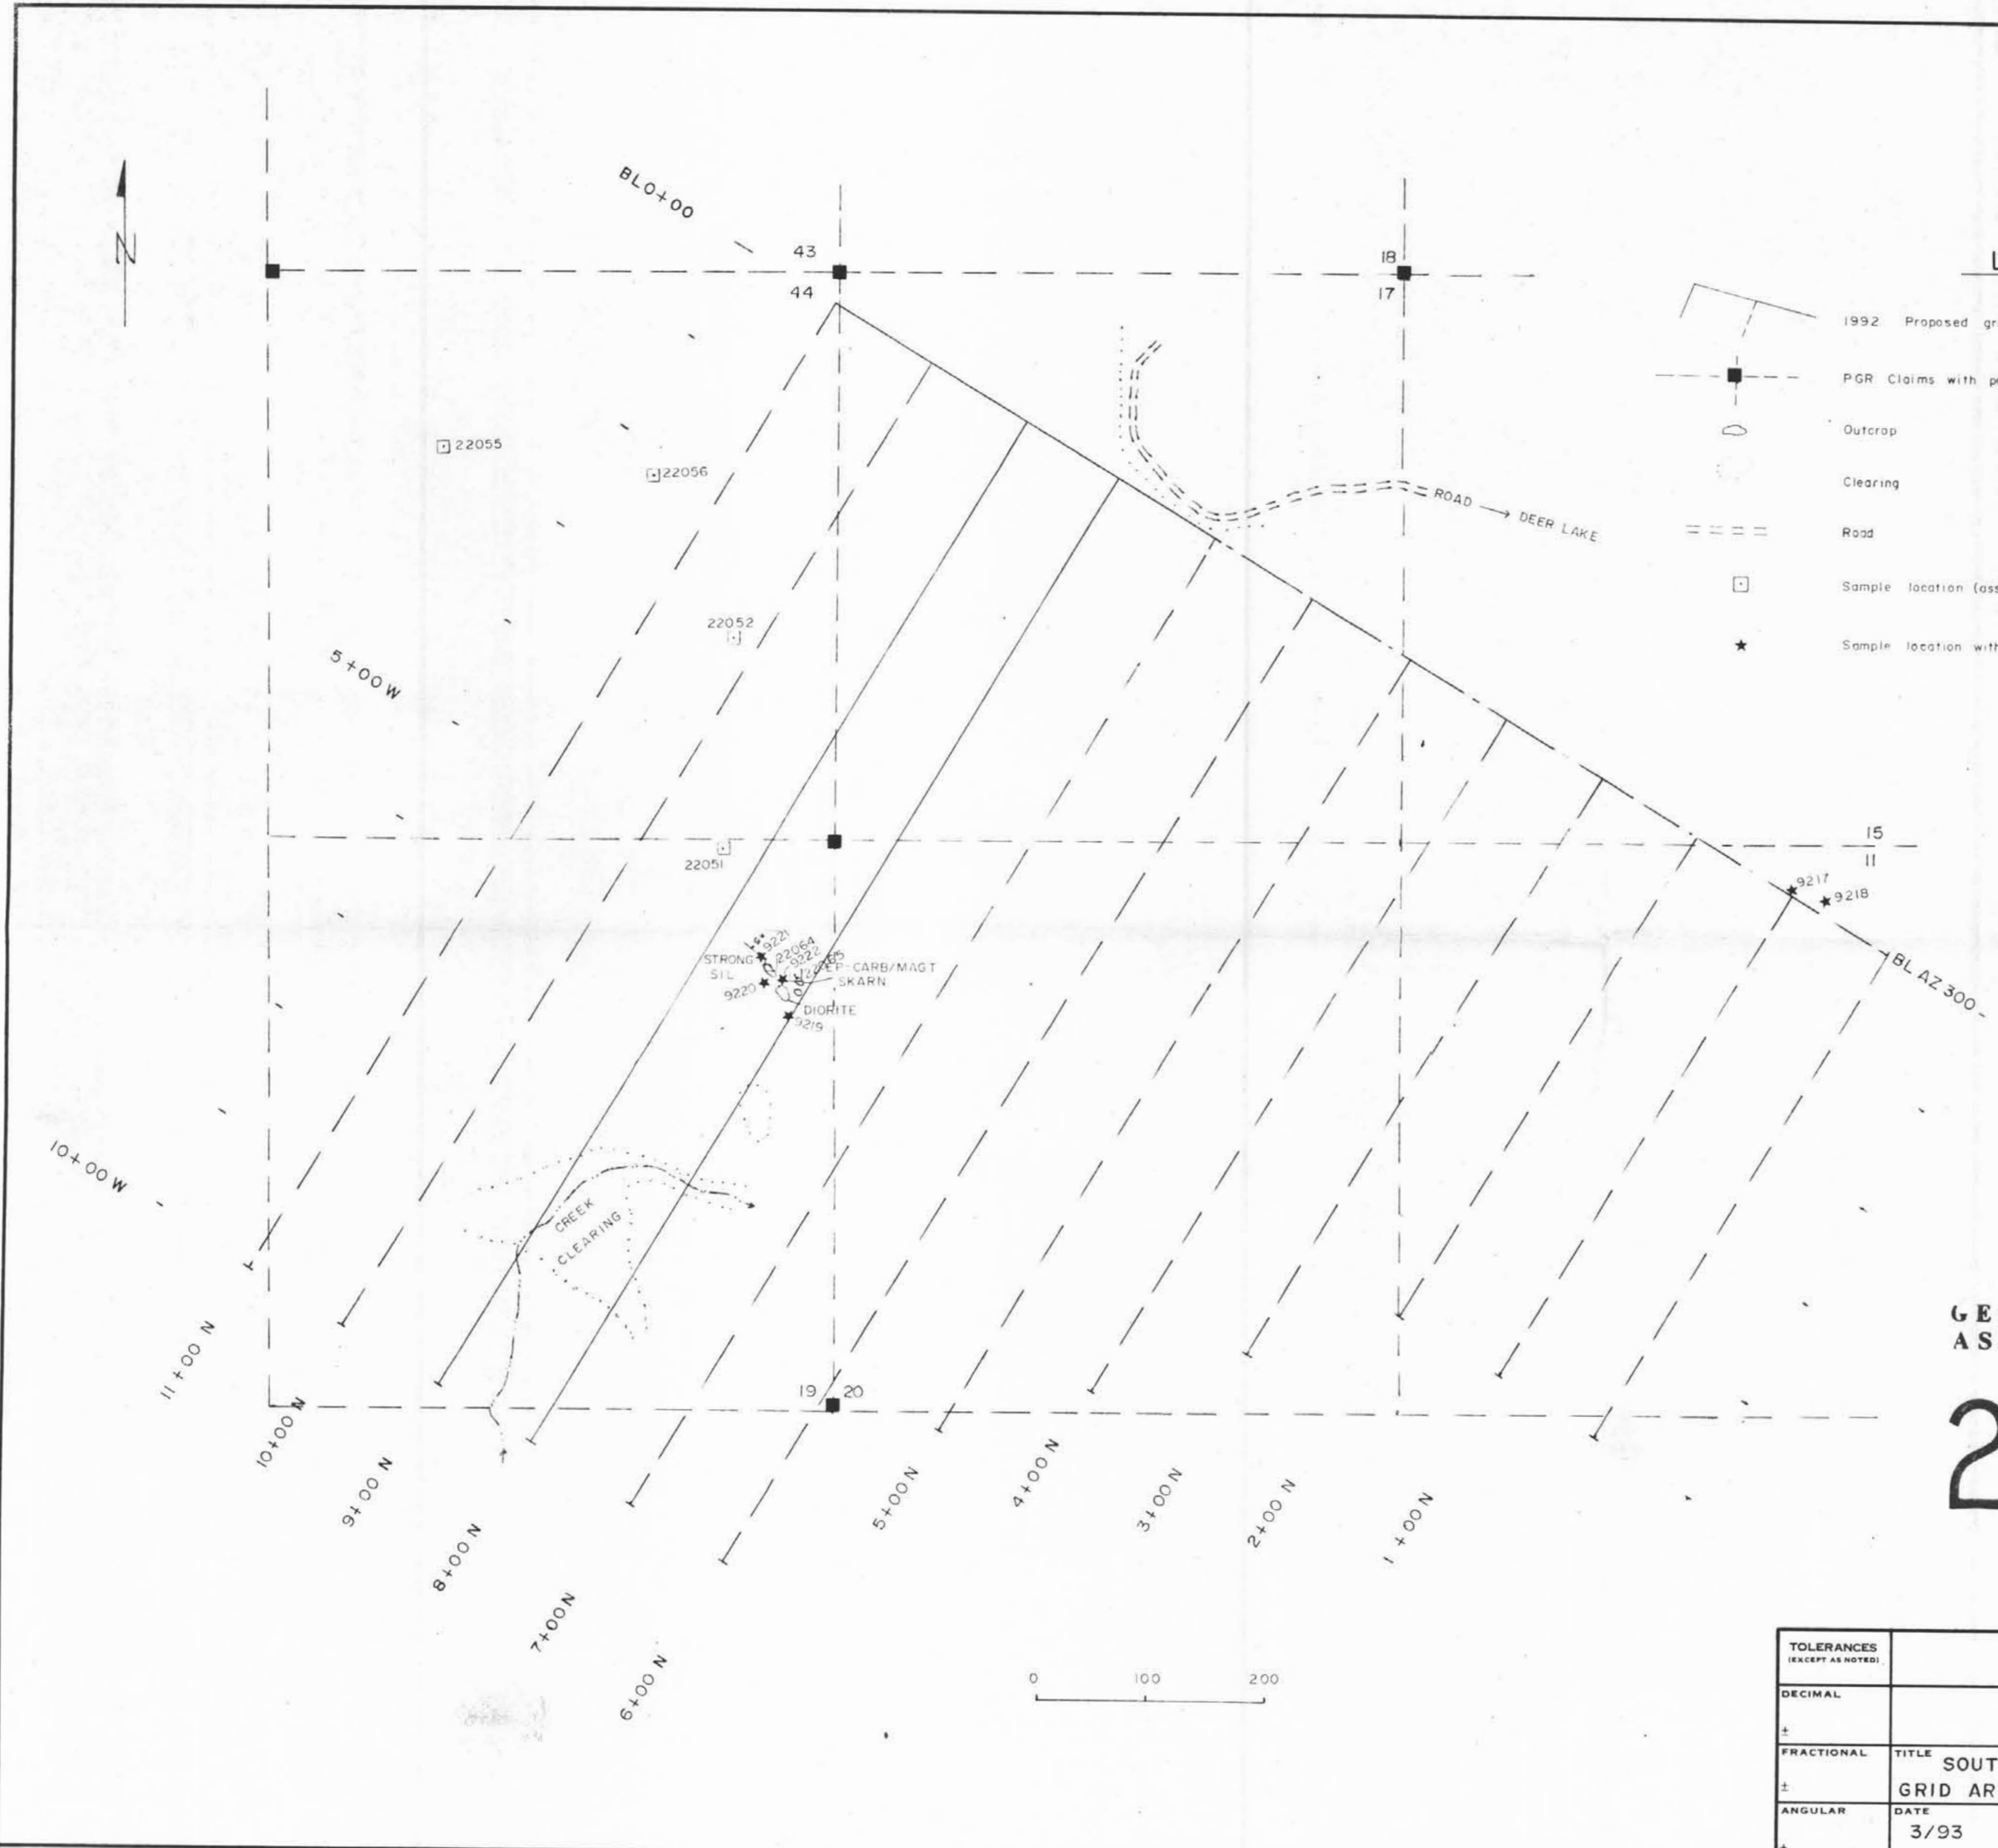 BL0+00
N
43
44
18
17
L
1992 Proposed gr
PGR Claims with p
Outcrop
Clearing
Road
Sample location (ass
Sample location with
ROAD → DEER LAKE
22055
22056
22052
5+00 W
22051
15
11
9217
9218
BL AZ 300
9221
22064
9222
STRONG
SIL
EP-CARB/MAGT
SKARN
9220
DIORITE
9219
10+00 W
CREEK
CLEARING
19
20
11+00 N
10+00 N
9+00 N
8+00 N
7+00 N
6+00 N
5+00 N
4+00 N
3+00 N
2+00 N
1+00 N
GE
AS
2
0 100 200
TOLERANCES
(EXCEPT AS NOTED)
DECIMAL
±
FRACTIONAL
±
TITLE SOUT
GRID AR
ANGULAR
±
DATE
3/93